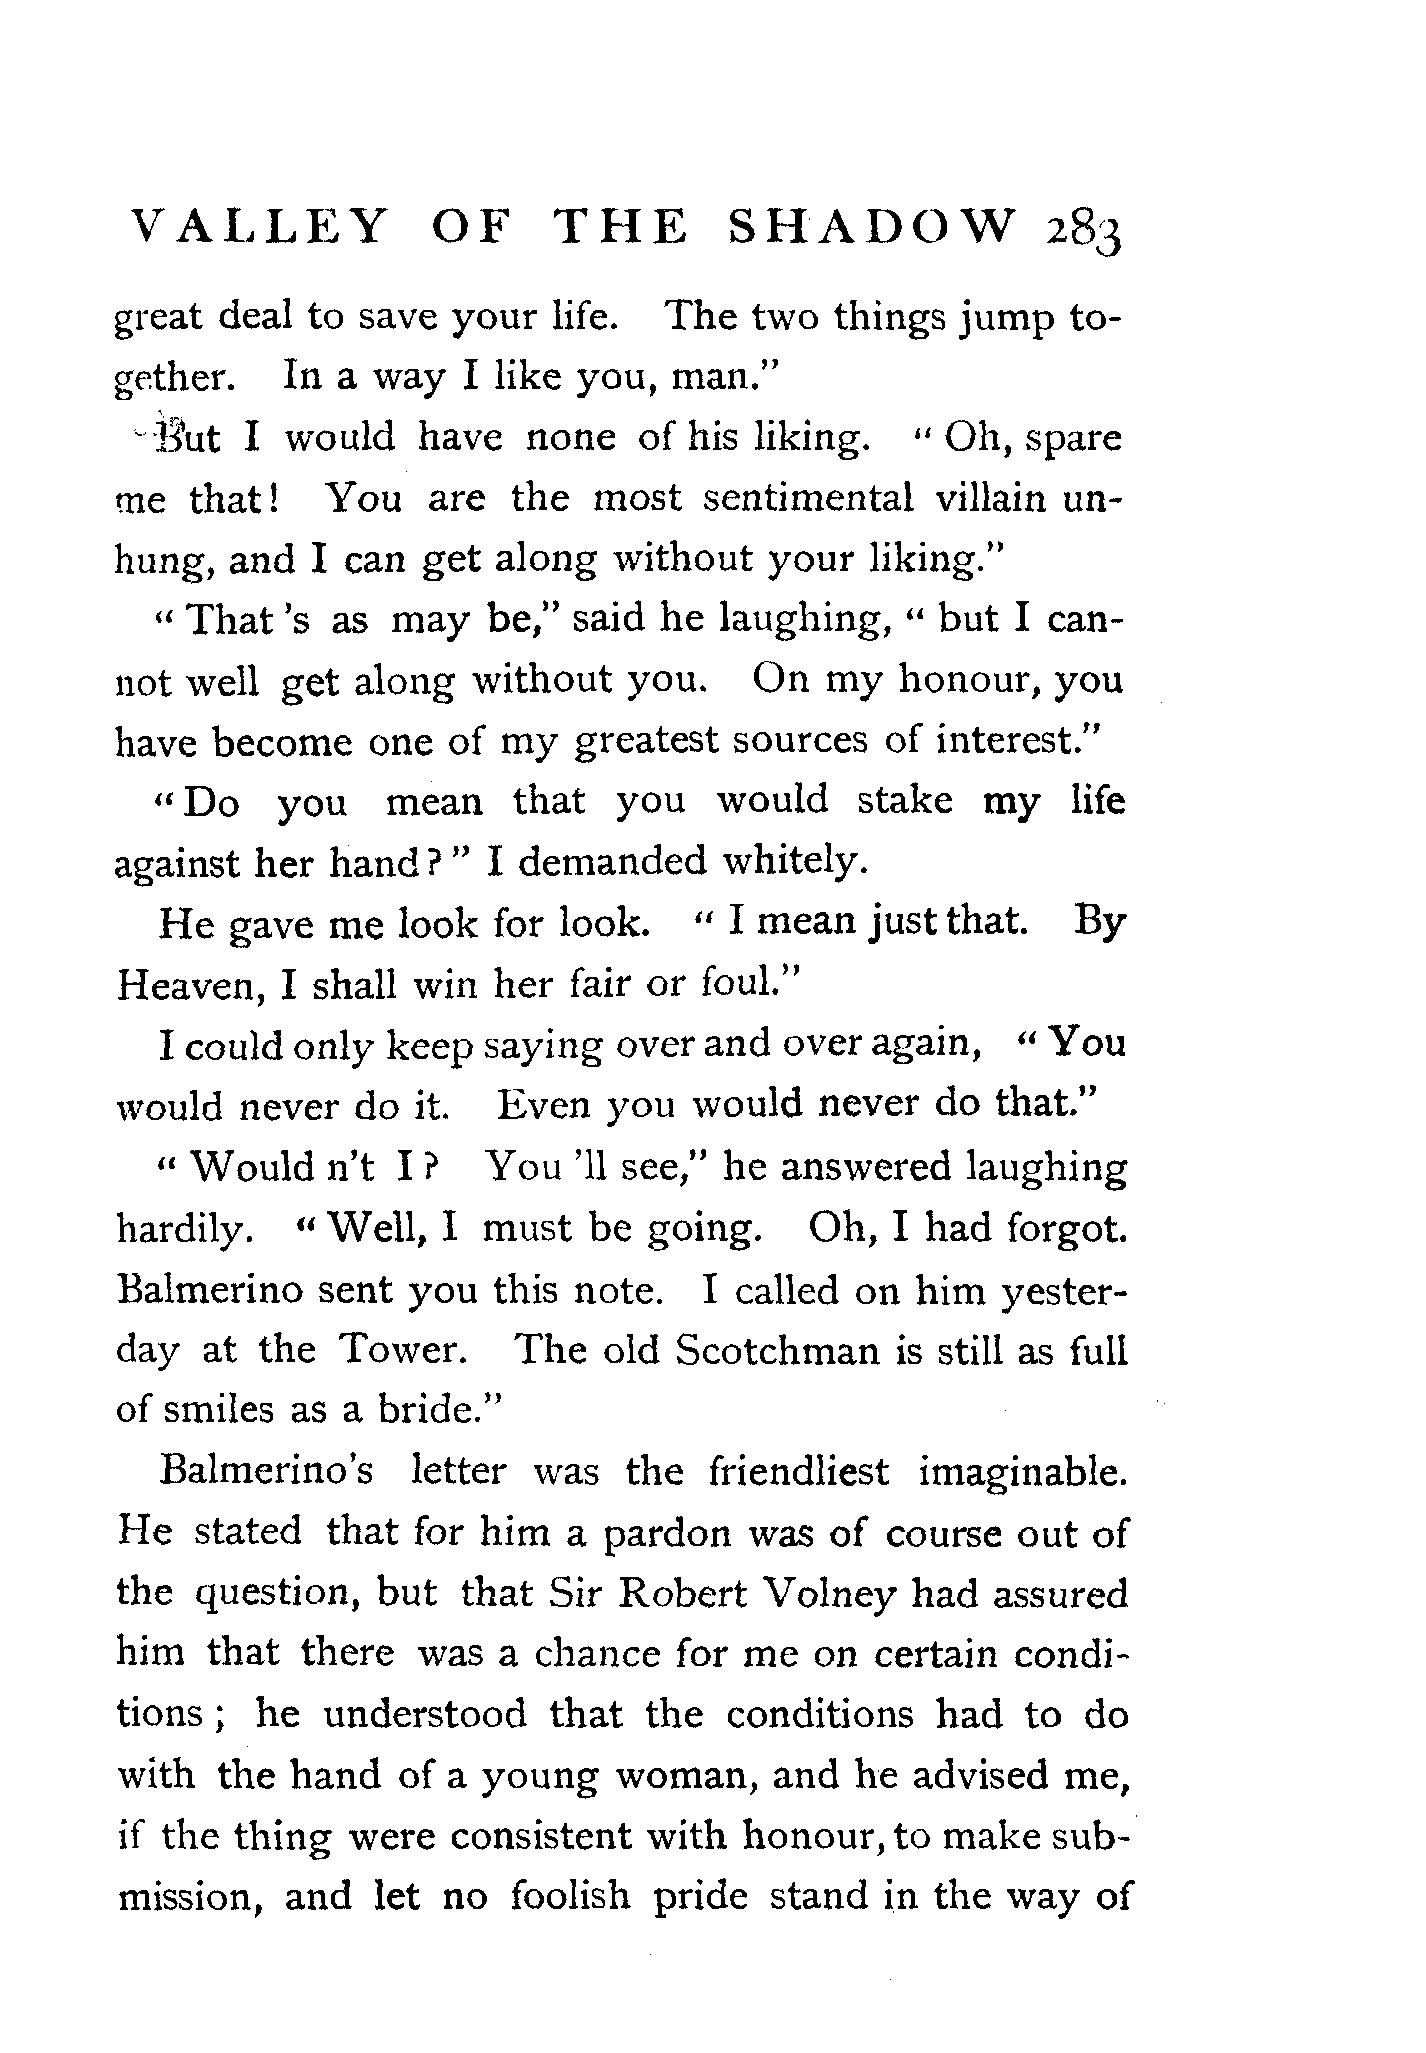 VALLEY OF THE SHADOW 283
great deal to save your life. The two things jump to-
gether. In a way I like you, man."
But I would have none of his liking. "Oh, spare
me that! You are the most sentimental villain un-
hung, and I can get along without your liking."
"That 's as may be," said he laughing, "but I can-
not well get along without you. On my honour, you
have become one of my greatest sources of interest."
"Do you mean that you would stake my life
against her hand?" I demanded whitely.
He gave me look for look. "I mean just that. By
Heaven, I shall win her fair or foul."
I could only keep saying over and over again, "You
would never do it. Even you would never do that."
"Would n't I? You 'll see," he answered laughing
hardily. "Well, I must be going. Oh, I had forgot.
Balmerino sent you this note. I called on him yester-
day at the Tower. The old Scotchman is still as full
of smiles as a bride."
Balmerino's letter was the friendliest imaginable.
He stated that for him a pardon was of course out of
the question, but that Sir Robert Volney had assured
him that there was a chance for me on certain condi-
tions; he understood that the conditions had to do
with the hand of a young woman, and he advised me,
if the thing were consistent with honour, to make sub-
mission, and let no foolish pride stand in the way of